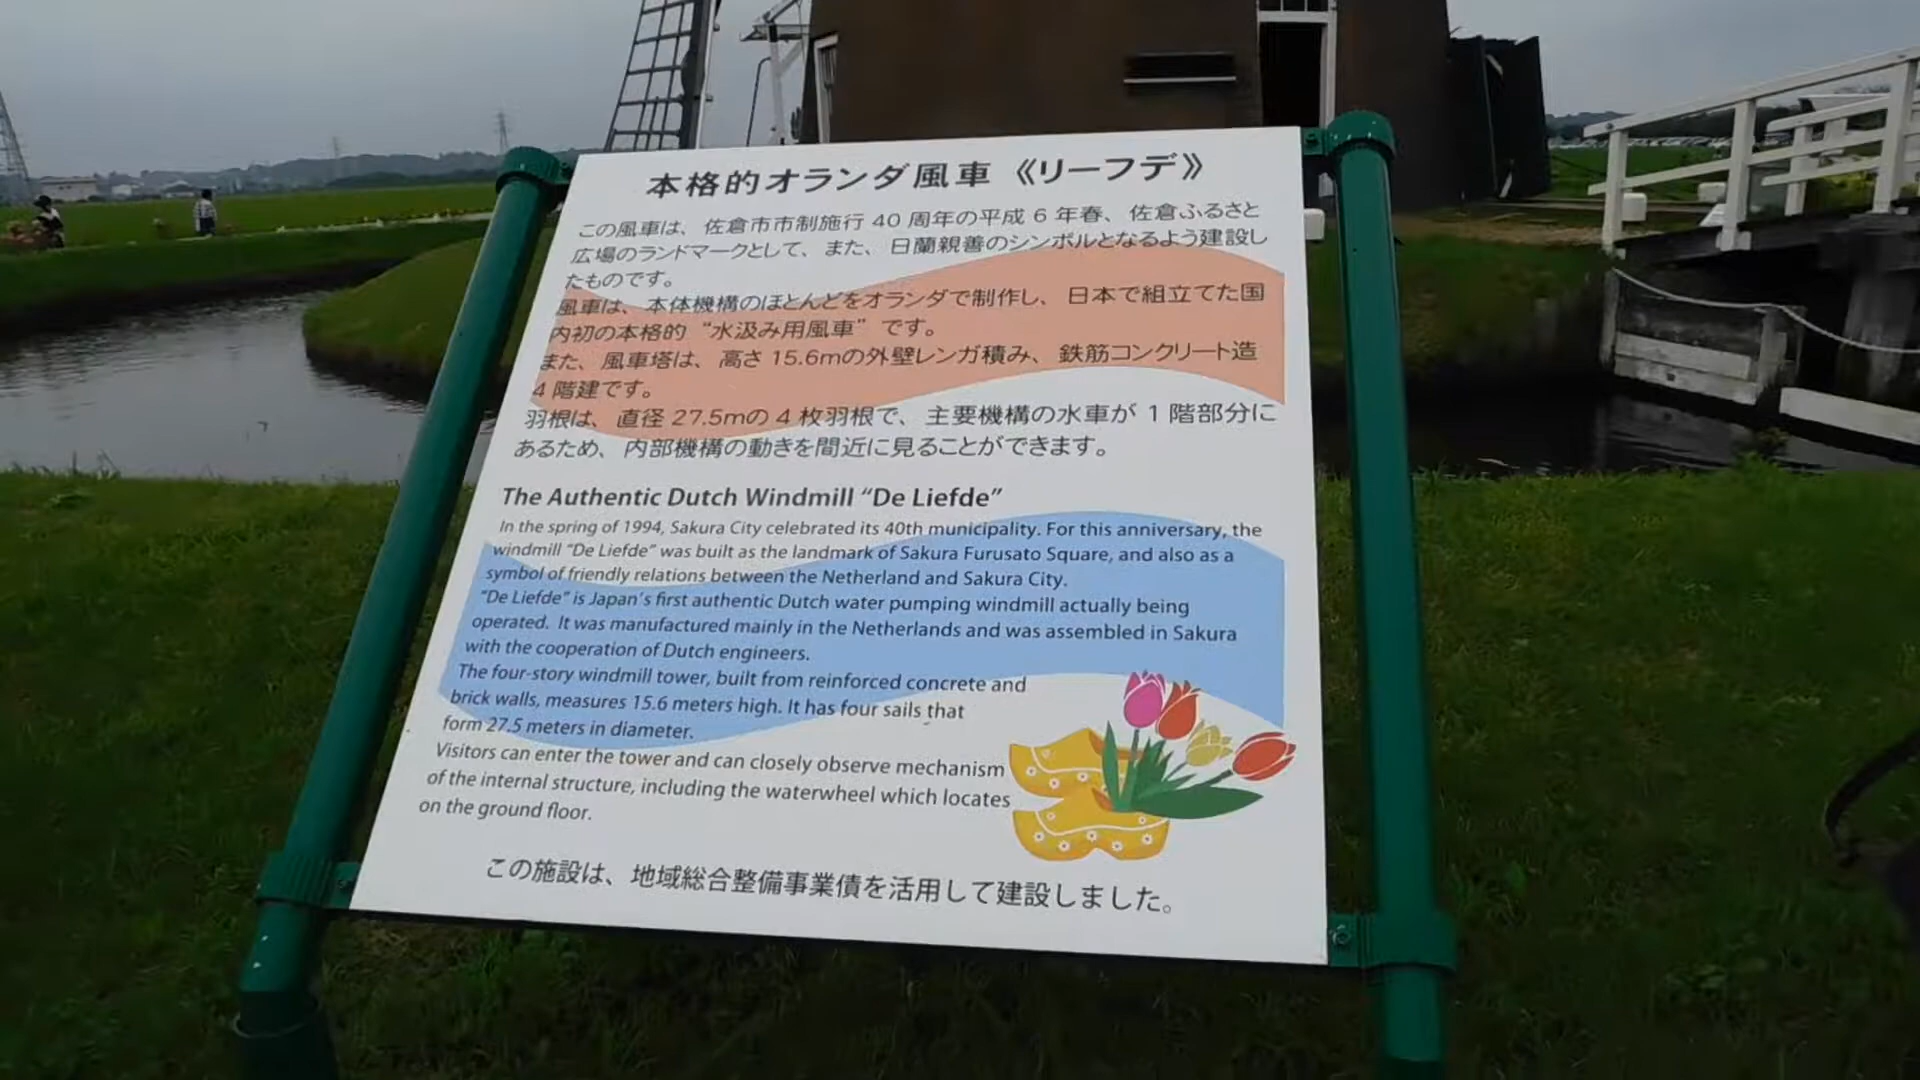 本格的オランダ風車《リーフデ》
この風車は、佐倉市市制施行 40 周年の平成 6 年春、佐倉ふるさと
広場のランドマークとして、また、日蘭親善のシンボルとなるよう建設し
たものです。
風車は、本体機構のほとんどをオランダで制作し、日本で組立てた国
内初の本格的 “水汲み用風車” です。
また、風車塔は、高さ 15.6mの外壁レンガ積み、鉄筋コンクリート造
4 階建です。
羽根は、直径 27.5mの 4 枚羽根で、主要機構の水車が 1 階部分に
あるため、内部機構の動きを間近に見ることができます。
The Authentic Dutch Windmill “De Liefde”
In the spring of 1994, Sakura City celebrated its 40th municipality. For this anniversary, the
windmill “De Liefde” was built as the landmark of Sakura Furusato Square, and also as a
symbol of friendly relations between the Netherland and Sakura City.
“De Liefde” is Japan's first authentic Dutch water pumping windmill actually being
operated. It was manufactured mainly in the Netherlands and was assembled in Sakura
with the cooperation of Dutch engineers.
The four-story windmill tower, built from reinforced concrete and
brick walls, measures 15.6 meters high. It has four sails that
form 27.5 meters in diameter.
Visitors can enter the tower and can closely observe mechanism
of the internal structure, including the waterwheel which locates
on the ground floor.
この施設は、地域総合整備事業債を活用して建設しました。